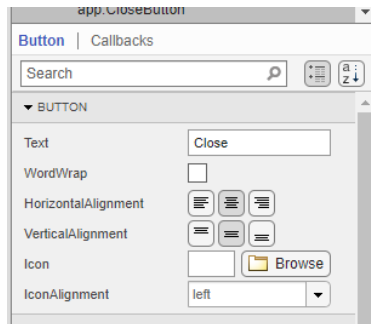 app.CloseButton
Button | Callbacks
Search
a z
BUTTON
Text Close
WordWrap
HorizontalAlignment
VerticalAlignment
Icon Browse
IconAlignment left